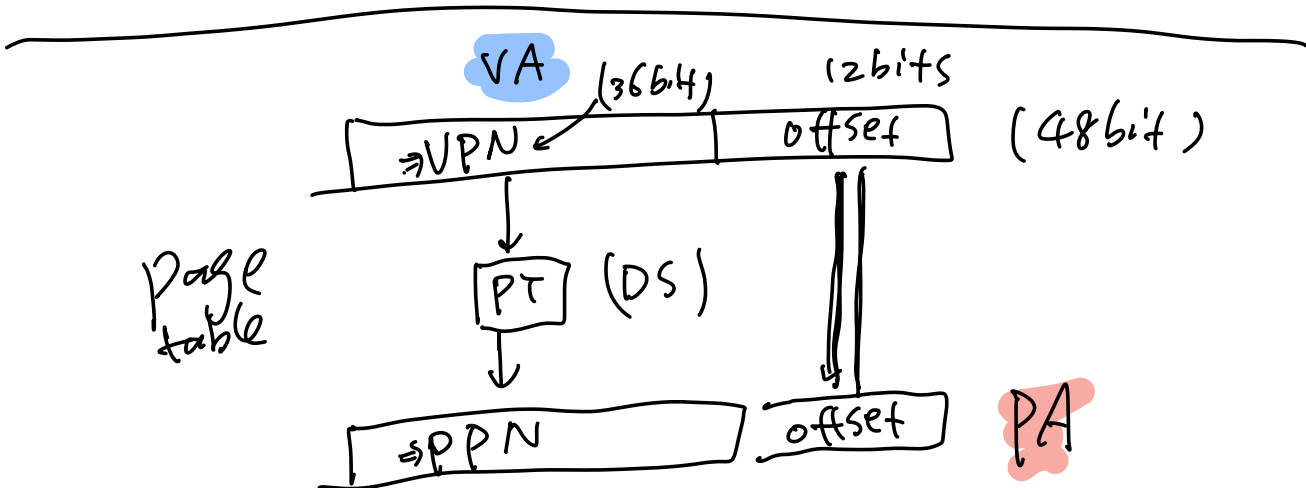 VA (36bit) 12bits
⇒VPN offset (48bit)
page
table
PT (DS)
⇒PPN offset PA